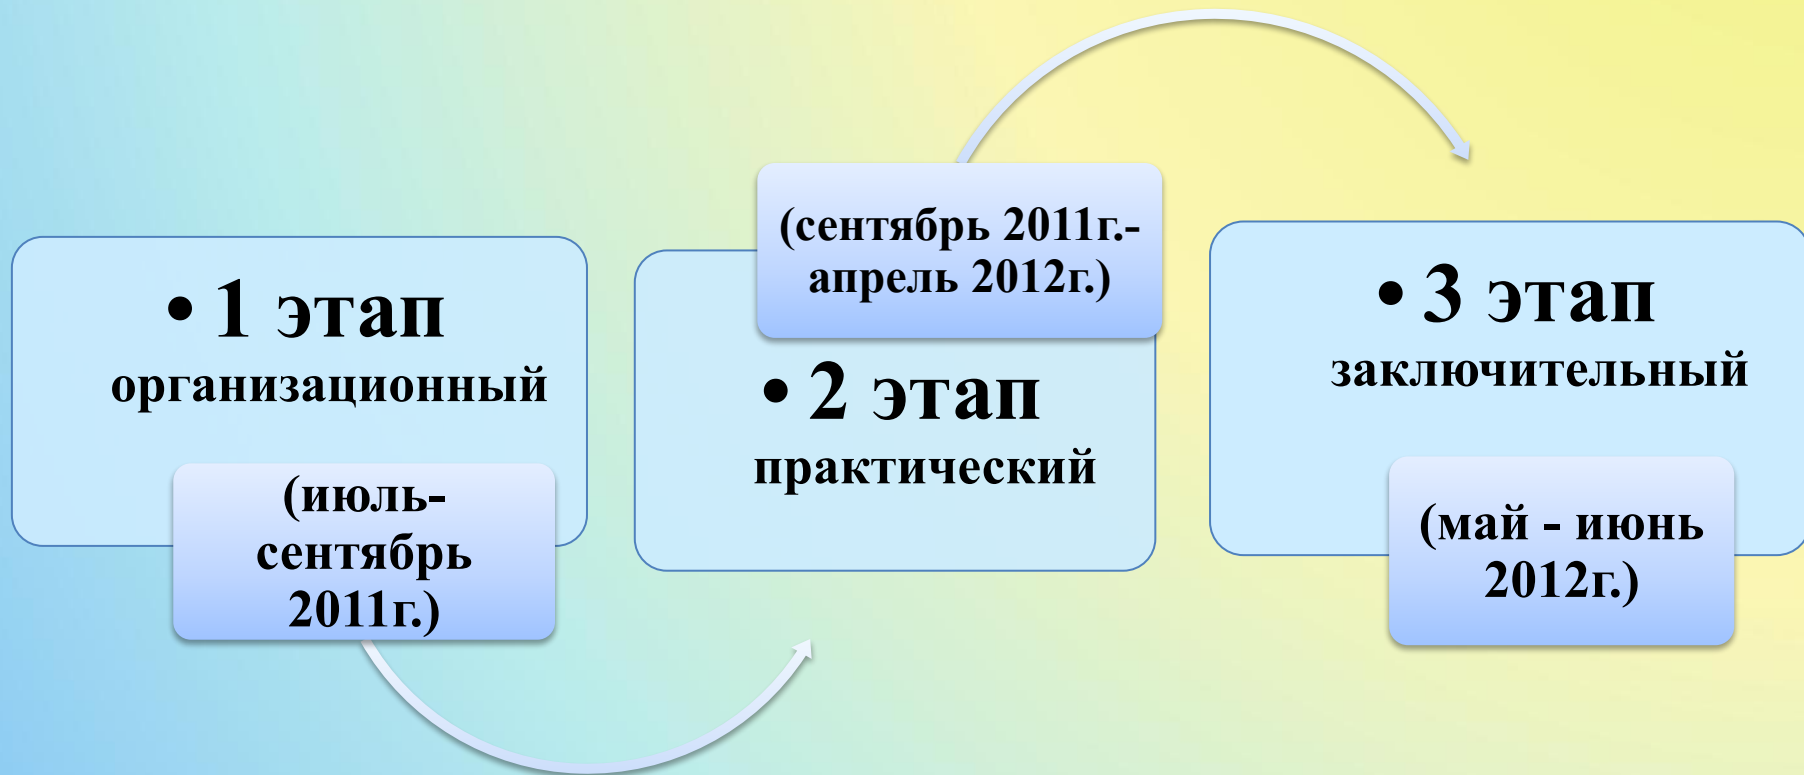 • 1 этап
организационный
(июль-
сентябрь
2011г.)
(сентябрь 2011г.-
апрель 2012г.)
• 2 этап
практический
• 3 этап
заключительный
(май - июнь
2012г.)